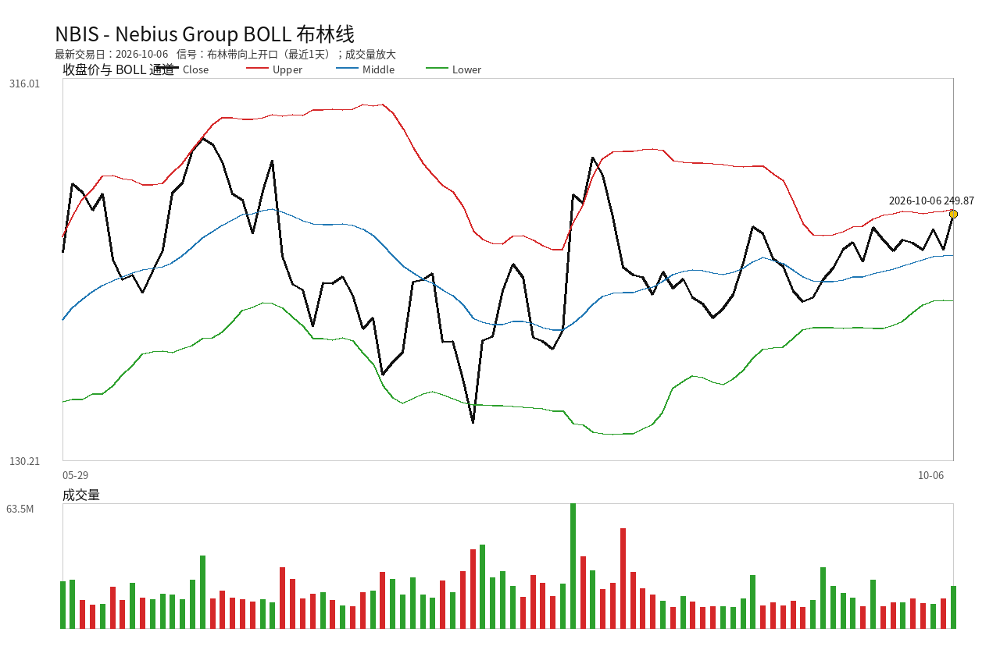 NBIS - Nebius Group BOLL 布林线
最新交易日：2026-10-06 信号：布林带向上开口（最近1天）；成交量放大
收盘价与 BOLL 通道 Close Upper Middle Lower
316.01
2026-10-06 249.87
130.21
05-29 10-06
成交量
63.5M